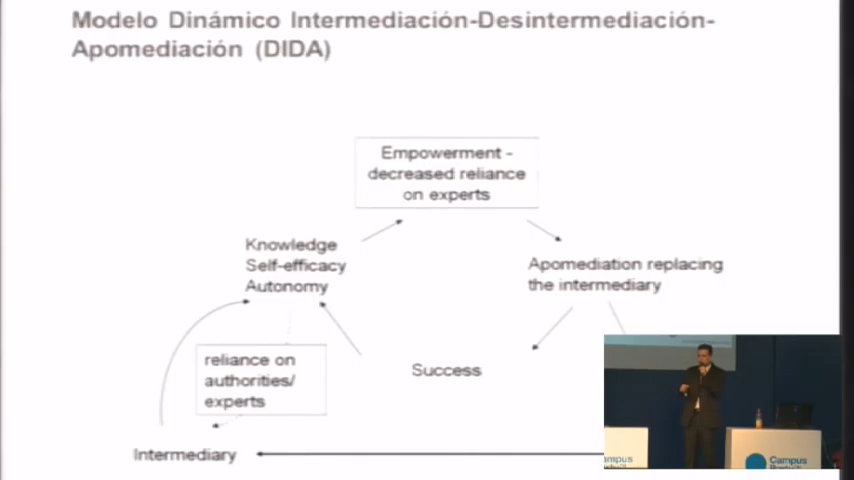 Modelo Dinámico Intermediación-Desintermediación-
Apomediación (DIDA)
Empowerment -
decreased reliance
on experts
Knowledge
Self-efficacy
Autonomy
Apomediation replacing
the intermediary
reliance on
authorities/
experts
Success
Intermediary
ampus
Campus